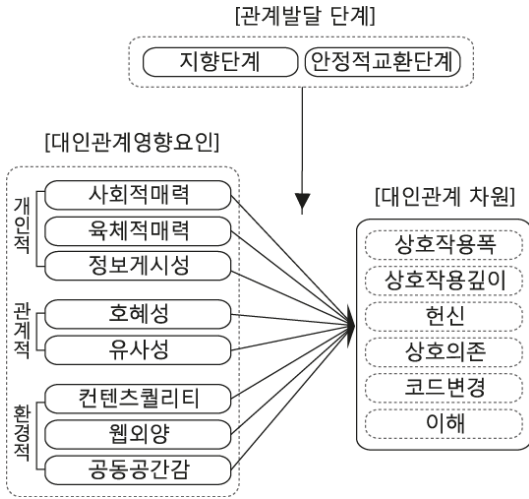 [관계발달 단계]
지향단계
안정적교환단계
[대인관계영향요인]
개인적
사회적매력
육체적매력
정보게시성
관계적
호혜성
유사성
환경적
컨텐츠퀄리티
웹외양
공동공간감
[대인관계 차원]
상호작용폭
상호작용깊이
헌신
상호의존
코드변경
이해